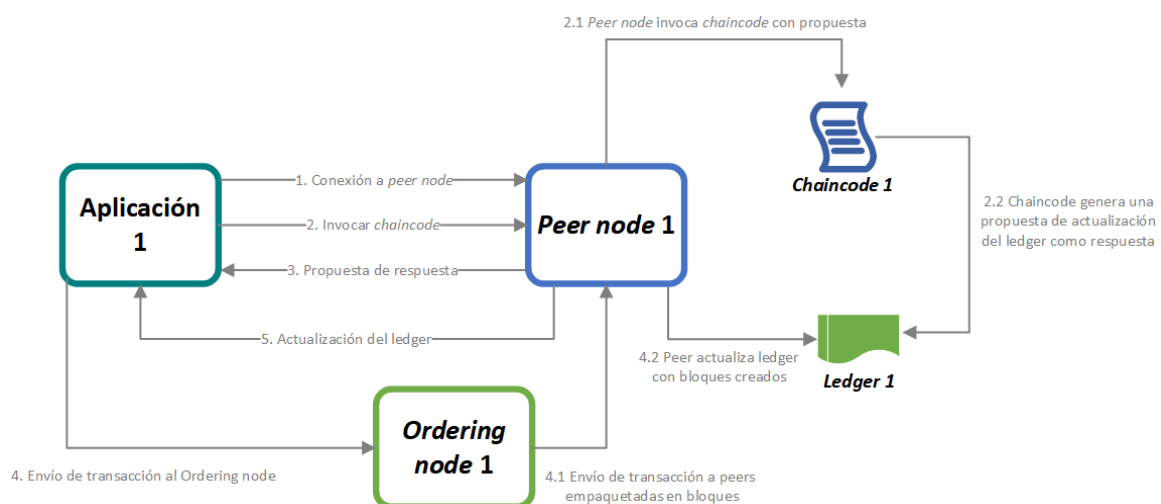 2.1 Peer node invoca chaincode con propuesta
Aplicación
1
1. Conexión a peer node
2. Invocar chaincode
3. Propuesta de respuesta
Peer node 1
Chaincode 1
2.2 Chaincode genera una
propuesta de actualización
del ledger como respuesta
5. Actualización del ledger
4.2 Peer actualiza ledger
con bloques creados
Ledger 1
Ordering
node 1
4. Envío de transacción al Ordering node
4.1 Envío de transacción a peers
empaquetadas en bloques